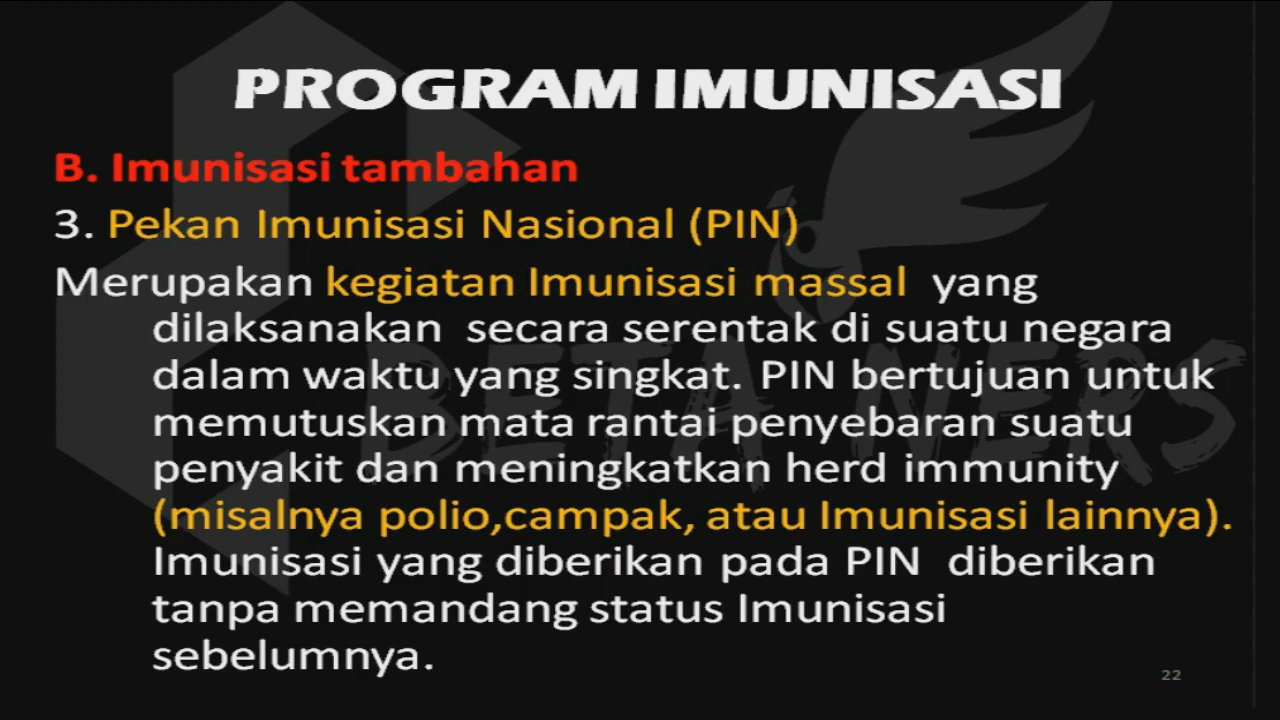 PROGRAM IMUNISASI
B. Imunisasi tambahan
3. Pekan Imunisasi Nasional (PIN)
Merupakan kegiatan Imunisasi massal yang
dilaksanakan secara serentak di suatu negara
dalam waktu yang singkat. PIN bertujuan untuk
memutuskan mata rantai penyebaran suatu
penyakit dan meningkatkan herd immunity
(misalnya polio,campak, atau Imunisasi lainnya).
Imunisasi yang diberikan pada PIN diberikan
tanpa memandang status Imunisasi
sebelumnya.
22
BETA NERS